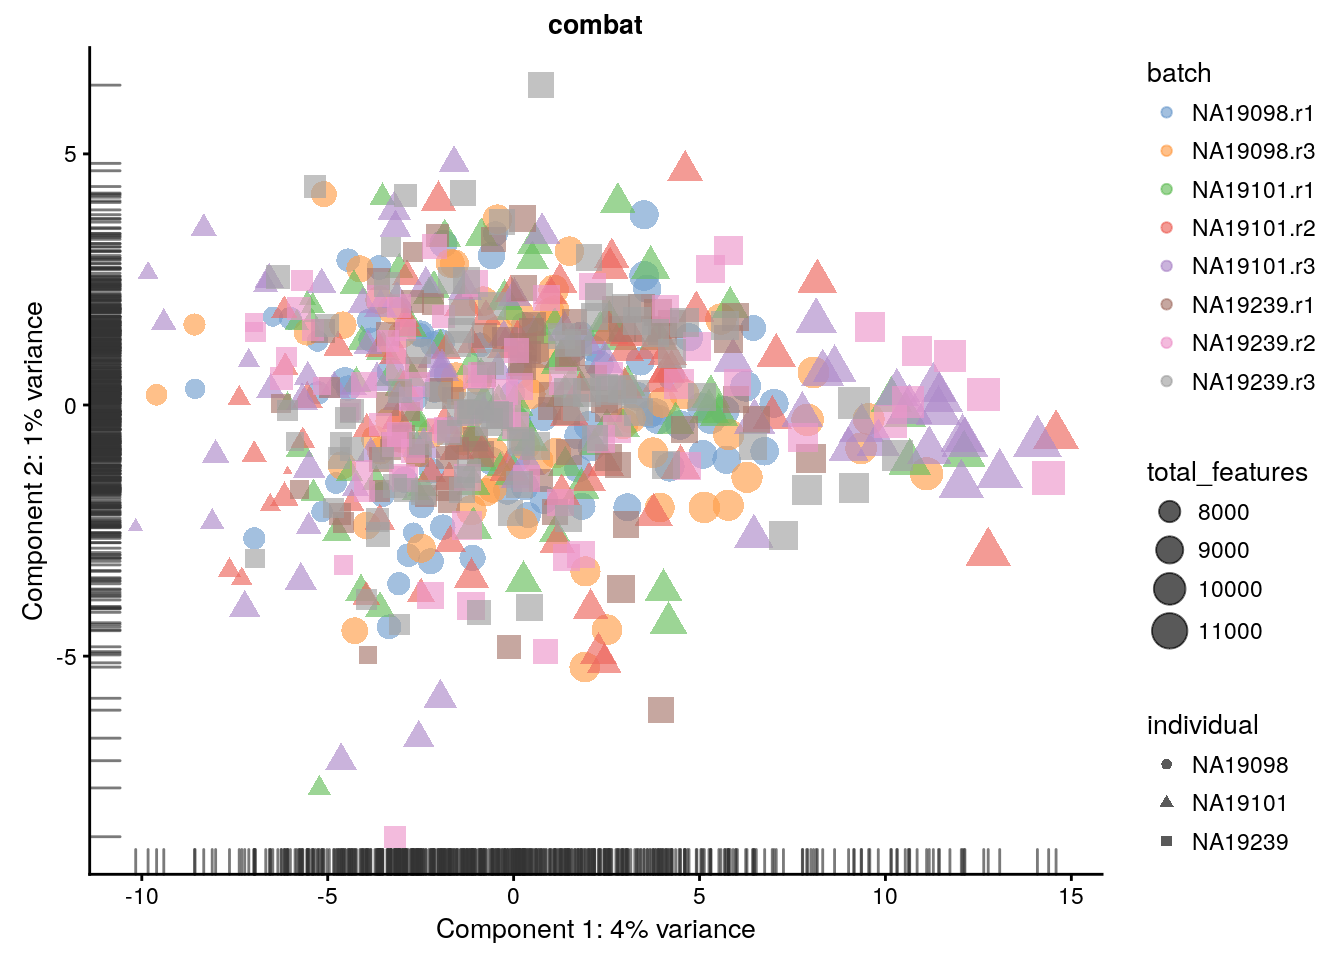 combat
Component 2: 1% variance
5
0
-5
-10
-5
0
5
10
15
Component 1: 4% variance
batch
NA19098.r1
NA19098.r3
NA19101.r1
NA19101.r2
NA19101.r3
NA19239.r1
NA19239.r2
NA19239.r3
total_features
8000
9000
10000
11000
individual
NA19098
NA19101
NA19239